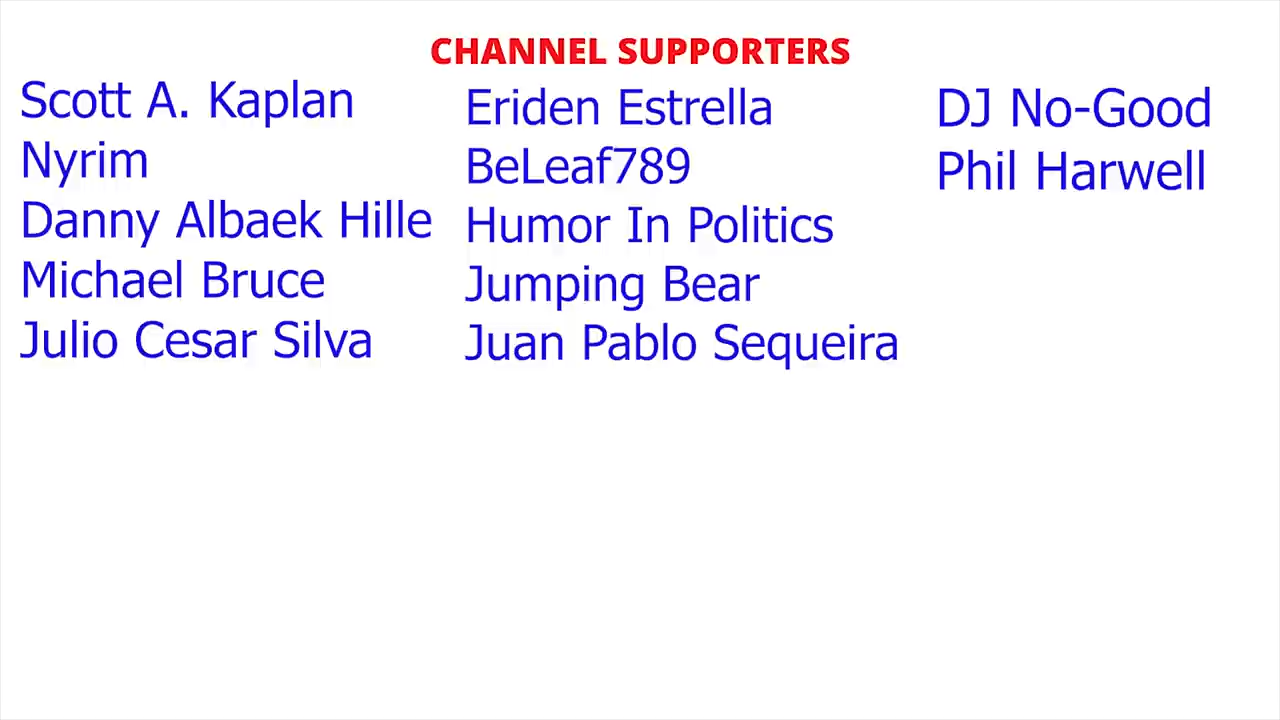 CHANNEL SUPPORTERS
Scott A. Kaplan
Nyrim
Danny Albaek Hille
Michael Bruce
Julio Cesar Silva
Eriden Estrella
BeLeaf789
Humor In Politics
Jumping Bear
Juan Pablo Sequeira
DJ No-Good
Phil Harwell